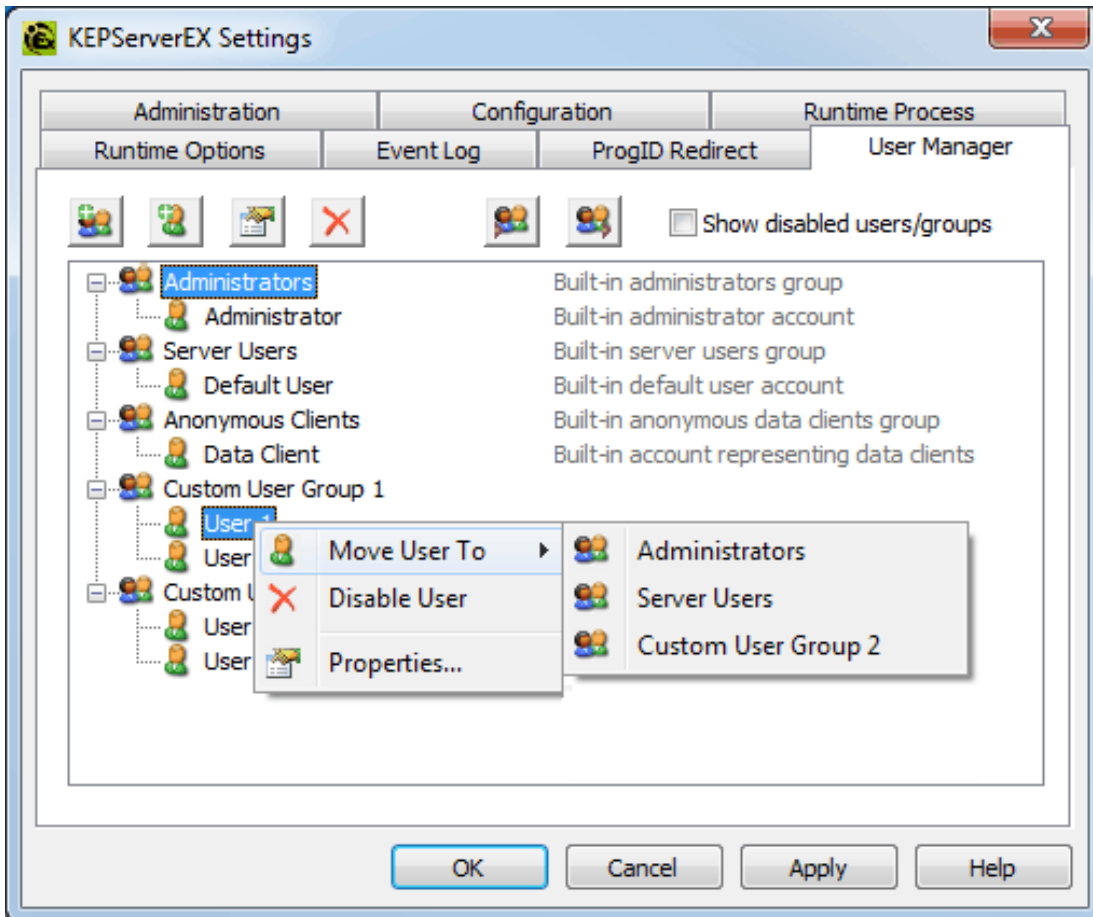 KEPServerEX Settings
Administration Configuration Runtime Process
Runtime Options Event Log ProgID Redirect User Manager
Show disabled users/groups
Administrators Built-in administrators group
Administrator Built-in administrator account
Server Users Built-in server users group
Default User Built-in default user account
Anonymous Clients Built-in anonymous data clients group
Data Client Built-in account representing data clients
Custom User Group 1
User
User
Move User To Administrators
Custom
Disable User Server Users
User
Custom User Group 2
User
Properties...
OK Cancel Apply Help